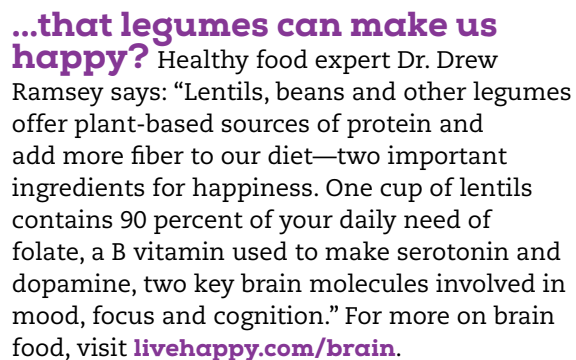 ...that legumes can make us
happy? Healthy food expert Dr. Drew
Ramsey says: “Lentils, beans and other legumes
offer plant-based sources of protein and
add more fiber to our diet—two important
ingredients for happiness. One cup of lentils
contains 90 percent of your daily need of
folate, a B vitamin used to make serotonin and
dopamine, two key brain molecules involved in
mood, focus and cognition.” For more on brain
food, visit livehappy.com/brain.